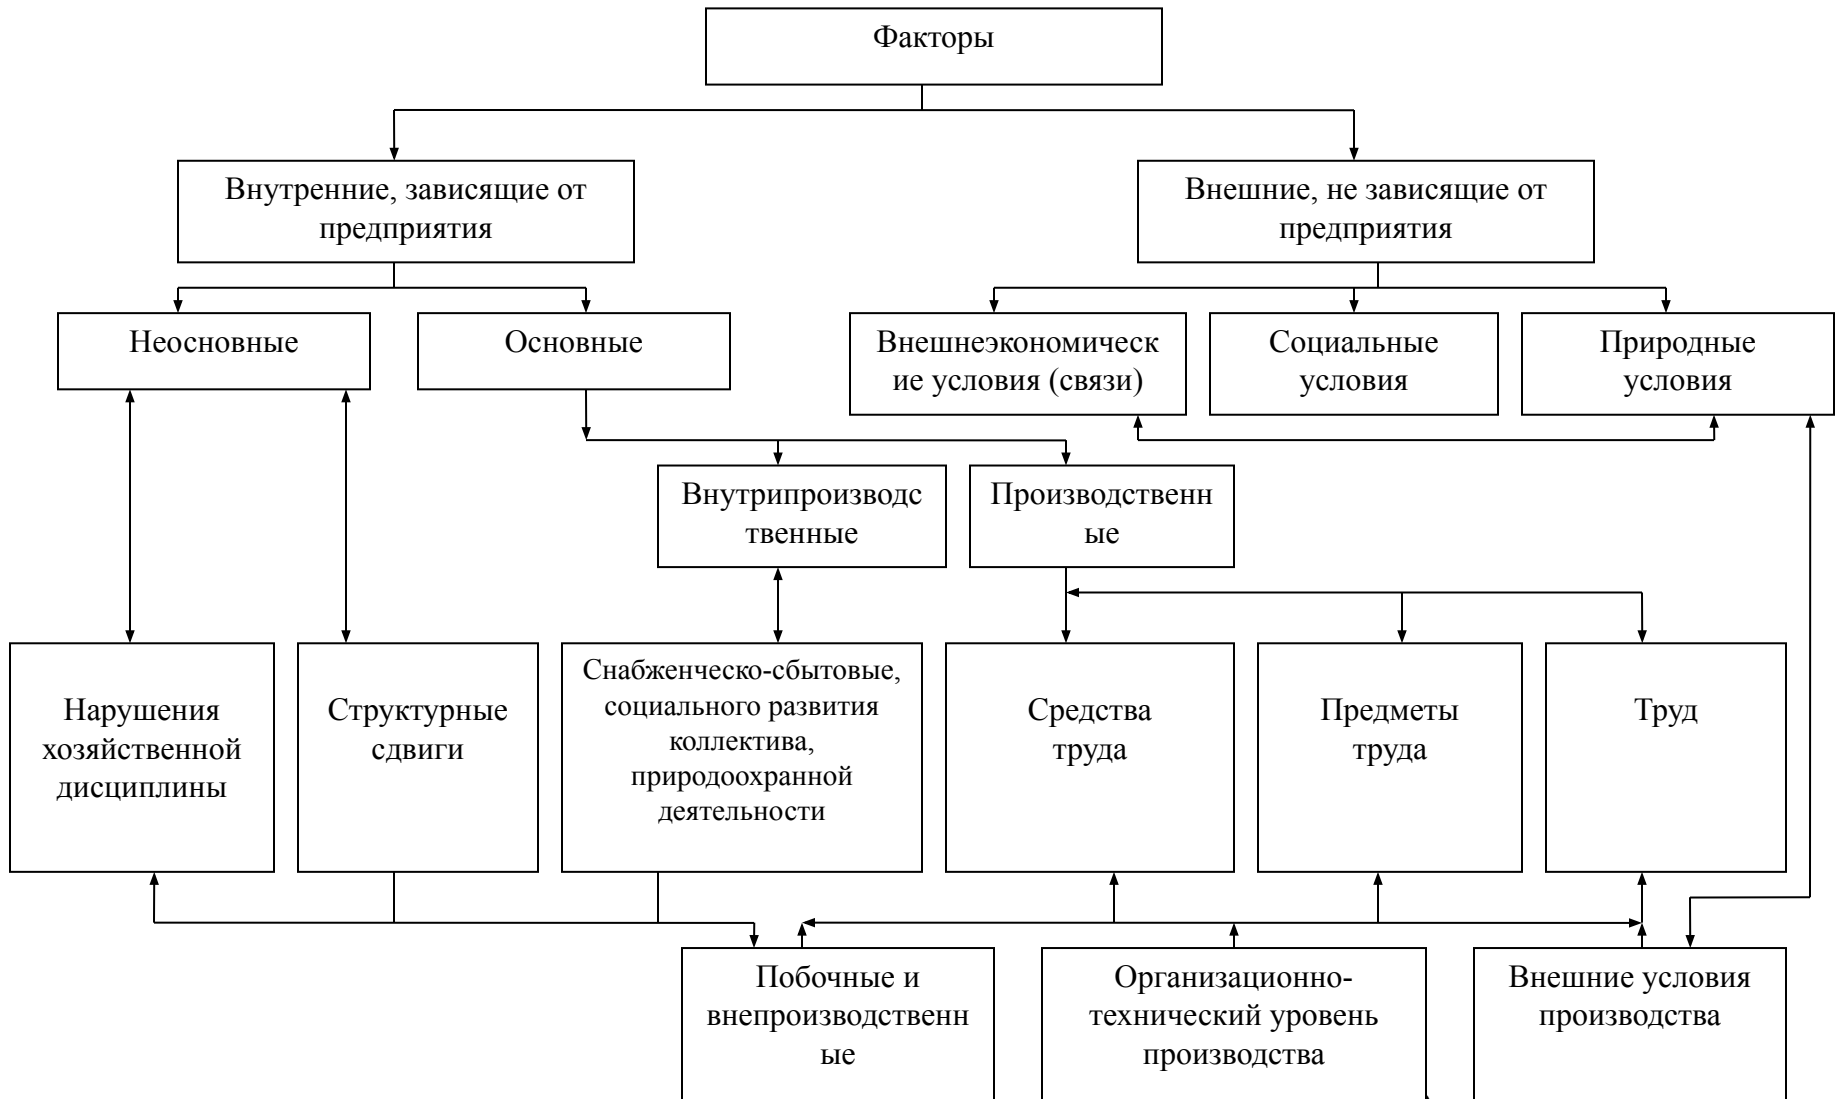 Факторы
Внутренние, зависящие от
предприятия
Внешние, не зависящие от
предприятия
Неосновные
Основные
Внешнеэкономическ
ие условия (связи)
Социальные
условия
Природные
условия
Внутрипроизводс
твенные
Производственн
ые
Нарушения
хозяйственной
дисциплины
Структурные
сдвиги
Снабженческо-сбытовые,
социального развития
коллектива,
природоохранной
деятельности
Средства
труда
Предметы
труда
Труд
Побочные и
внепроизводственн
ые
Организационно-
технический уровень
производства
Внешние условия
производства